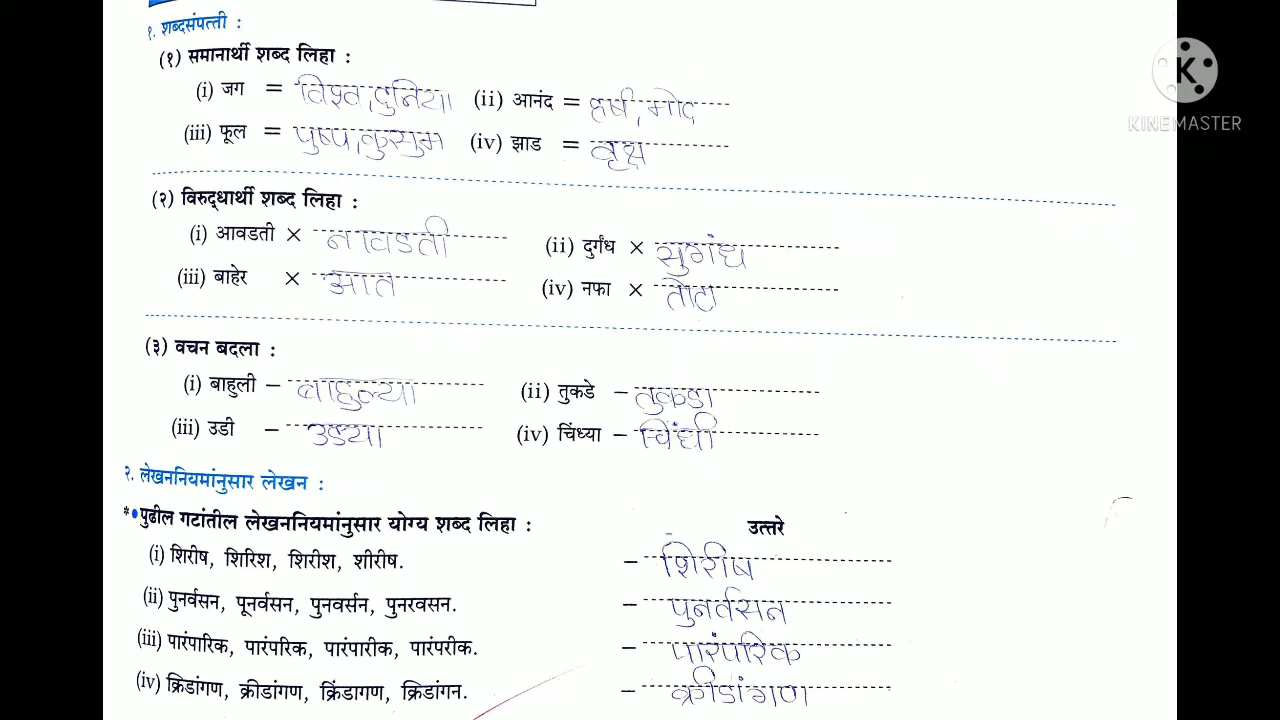 १. शब्दसंपत्ती :
(१) समानार्थी शब्द लिहा :
(i) जग = विश्व, दुनिया (ii) आनंद = हर्ष, मोद
(iii) फूल = पुष्प, कुसुम (iv) झाड = वृक्ष
(२) विरुद्धार्थी शब्द लिहा :
(i) आवडती × नावडती (ii) दुर्गंध × सुगंध
(iii) बाहेर × आत (iv) नफा × तोटा
(३) वचन बदला :
(i) बाहुली – बाहुल्या (ii) तुकडे – तुकडा
(iii) उडी – उड्या (iv) चिंध्या – चिंधी
२. लेखननियमांनुसार लेखन :
*• पुढील गटांतील लेखननियमांनुसार योग्य शब्द लिहा : उत्तरे
(i) शिरीष, शिरिश, शिरीश, शीरीष. – शिरीष
(ii) पुनर्वसन, पूनर्वसन, पुनवर्सन, पुनरवसन. – पुनर्वसन
(iii) पारंपारिक, पारंपरिक, पारंपारीक, पारंपरीक. – पारंपरिक
(iv) क्रिडांगण, क्रीडांगण, क्रिंडागण, क्रिडांगन. – क्रीडांगण
KINEMASTER